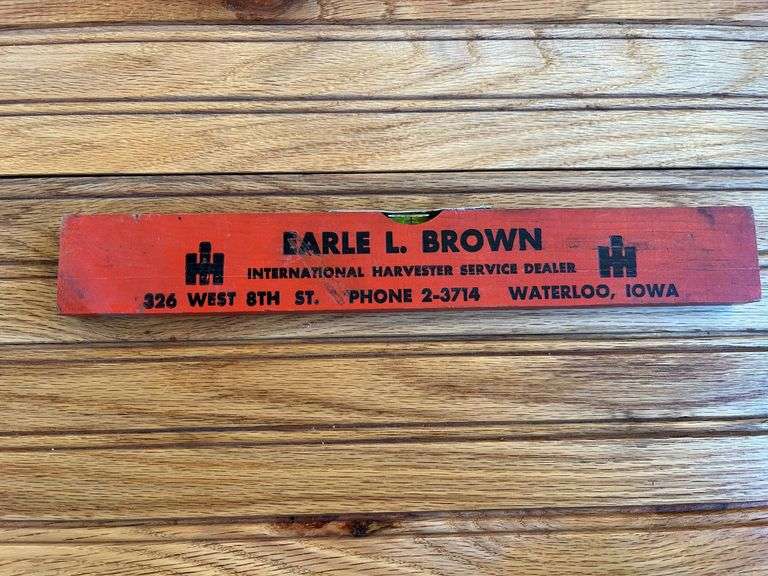 EARLE L. BROWN
INTERNATIONAL HARVESTER SERVICE DEALER
326 WEST 8TH ST. PHONE 2-3714 WATERLOO, IOWA